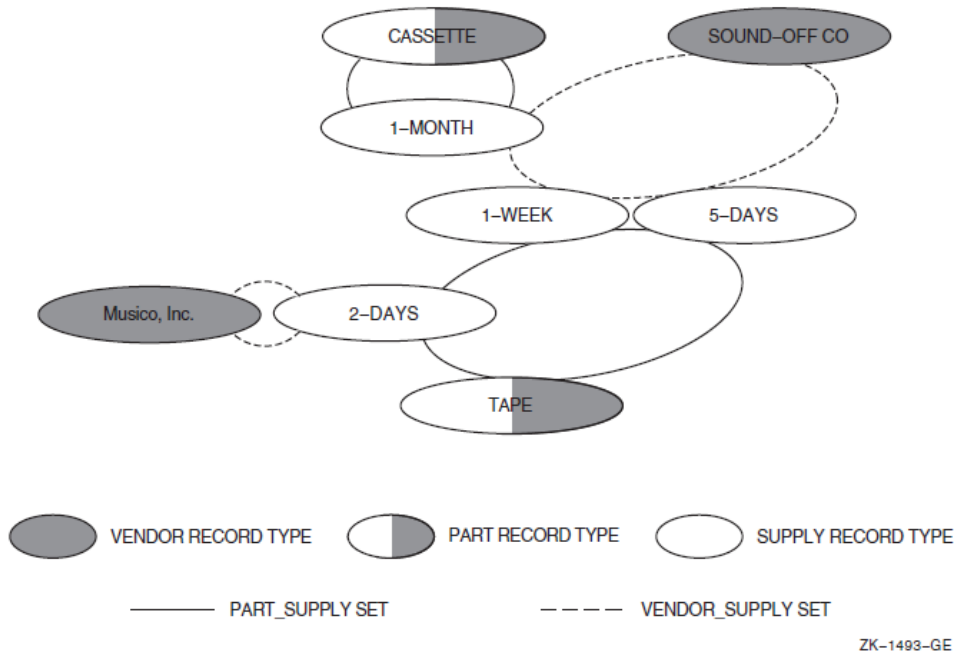 CASSETTE
SOUND–OFF CO
1–MONTH
1–WEEK
5–DAYS
Musico, Inc.
2–DAYS
TAPE
VENDOR RECORD TYPE
PART RECORD TYPE
SUPPLY RECORD TYPE
PART_SUPPLY SET
VENDOR_SUPPLY SET
ZK–1493–GE